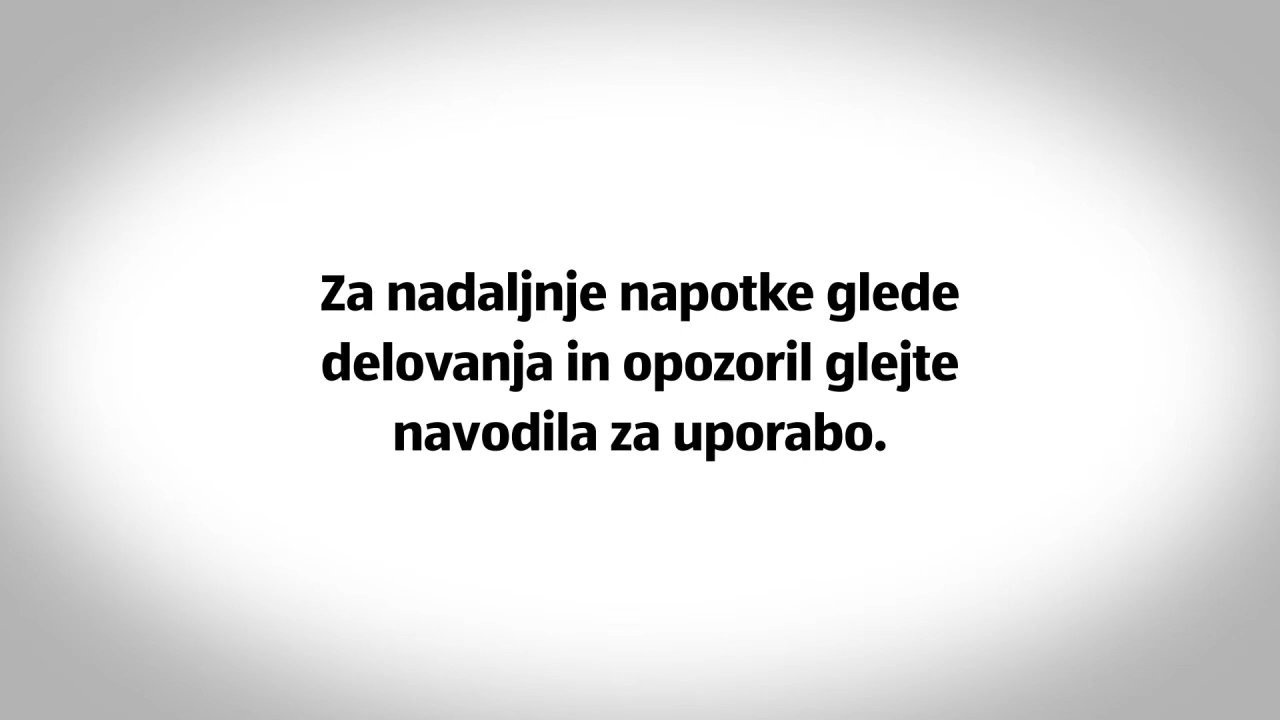 Za nadaljnje napotke glede
delovanja in opozoril glejte
navodila za uporabo.